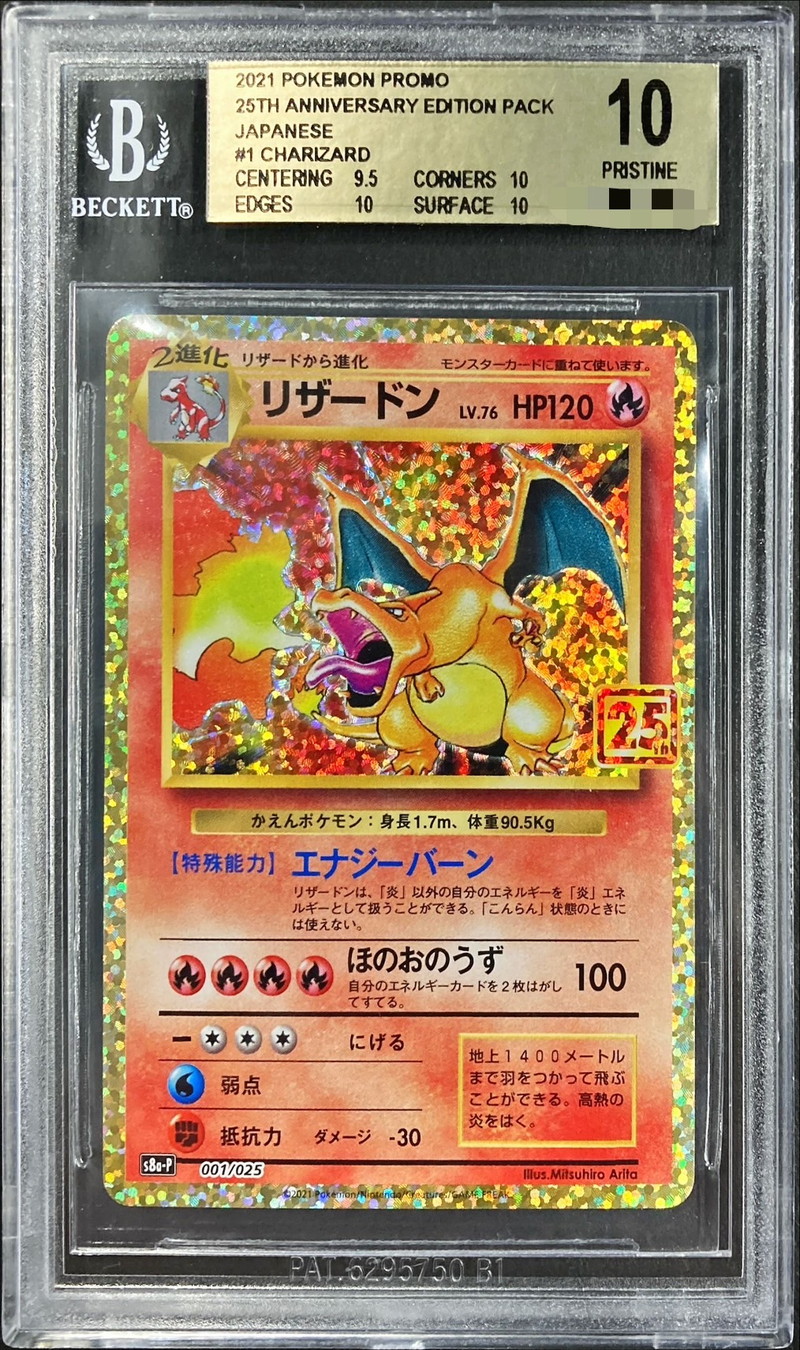 2021 POKEMON PROMO
25TH ANNIVERSARY EDITION PACK
JAPANESE
#1 CHARIZARD
CENTERING 9.5 CORNERS 10
EDGES 10 SURFACE 10
10
PRISTINE
B
BECKETT®
2進化 リザードから進化 モンスターカードに重ねて使います。
リザードン LV.76 HP120
25
かえんポケモン：身長1.7m、体重90.5Kg
【特殊能力】エナジーバーン
リザードンは、「炎」以外の自分のエネルギーを「炎」エネ
ルギーとして扱うことができる。「こんらん」状態のときに
は使えない。
ほのおのうず 100
自分のエネルギーカードを2枚はがし
てすてる。
にげる
弱点
抵抗力 ダメージ -30
地上1400メートル
まで羽をつかって飛ぶ
ことができる。高熱の
炎をはく。
s8a-P 001/025
Illus.Mitsuhiro Arita
©2021 Pokémon/Nintendo/Creatures/GAME FREAK.
PAT.6295750 B1